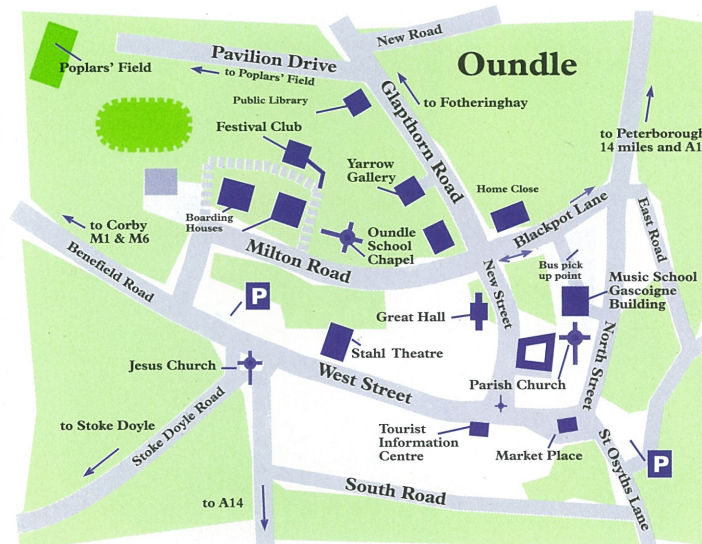 New Road
Pavilion Drive
Oundle
Poplars' Field
to Poplars' Field
Public Library
Glapthorn Road
to Fotheringhay
Festival Club
to Peterborough
14 miles and A1
Yarrow
Gallery
Home Close
Boarding
Houses
Oundle
School
Chapel
Blackpot Lane
East Road
to Corby
M1 & M6
Milton Road
Benefield Road
New Street
Bus pick
up point
Music School
Gascoigne
Building
P
Great Hall
Stahl Theatre
North Street
Jesus Church
West Street
Parish Church
to Stoke Doyle
Stoke Doyle Road
Tourist
Information
Centre
Market Place
St Osyths Lane
P
South Road
to A14